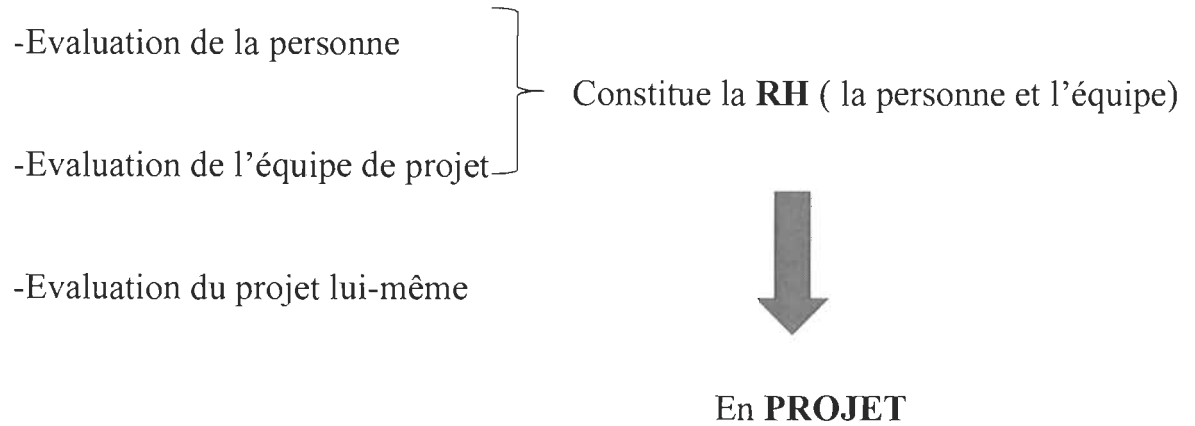 -Evaluation de la personne
Constitue la RH ( la personne et l'équipe)
-Evaluation de l'équipe de projet
-Evaluation du projet lui-même
En PROJET